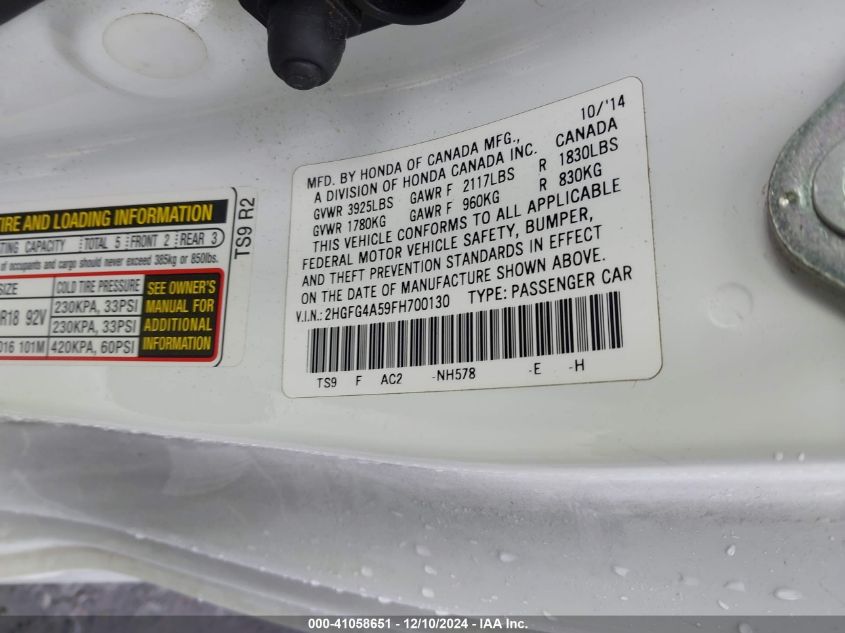 TIRE AND LOADING INFORMATION
TING CAPACITY TOTAL 5 FRONT 2 REAR 3
of occupants and cargo should never exceed 385kg or 850lbs.
SIZE COLD TIRE PRESSURE
R18 92V 230KPA, 33PSI
230KPA, 33PSI
016 101M 420KPA, 60PSI
SEE OWNER'S
MANUAL FOR
ADDITIONAL
INFORMATION
TS9 R2
10/'14
MFD. BY HONDA OF CANADA MFG.,
A DIVISION OF HONDA CANADA INC. CANADA
GVWR 3925LBS GAWR F 2117LBS R 1830LBS
GVWR 1780KG GAWR F 960KG R 830KG
THIS VEHICLE CONFORMS TO ALL APPLICABLE
FEDERAL MOTOR VEHICLE SAFETY, BUMPER,
AND THEFT PREVENTION STANDARDS IN EFFECT
ON THE DATE OF MANUFACTURE SHOWN ABOVE.
V.I.N.: 2HGFG4A59FH700130 TYPE: PASSENGER CAR
TS9 F AC2 -NH578 -E -H
000-41058651 - 12/10/2024 - IAA Inc.